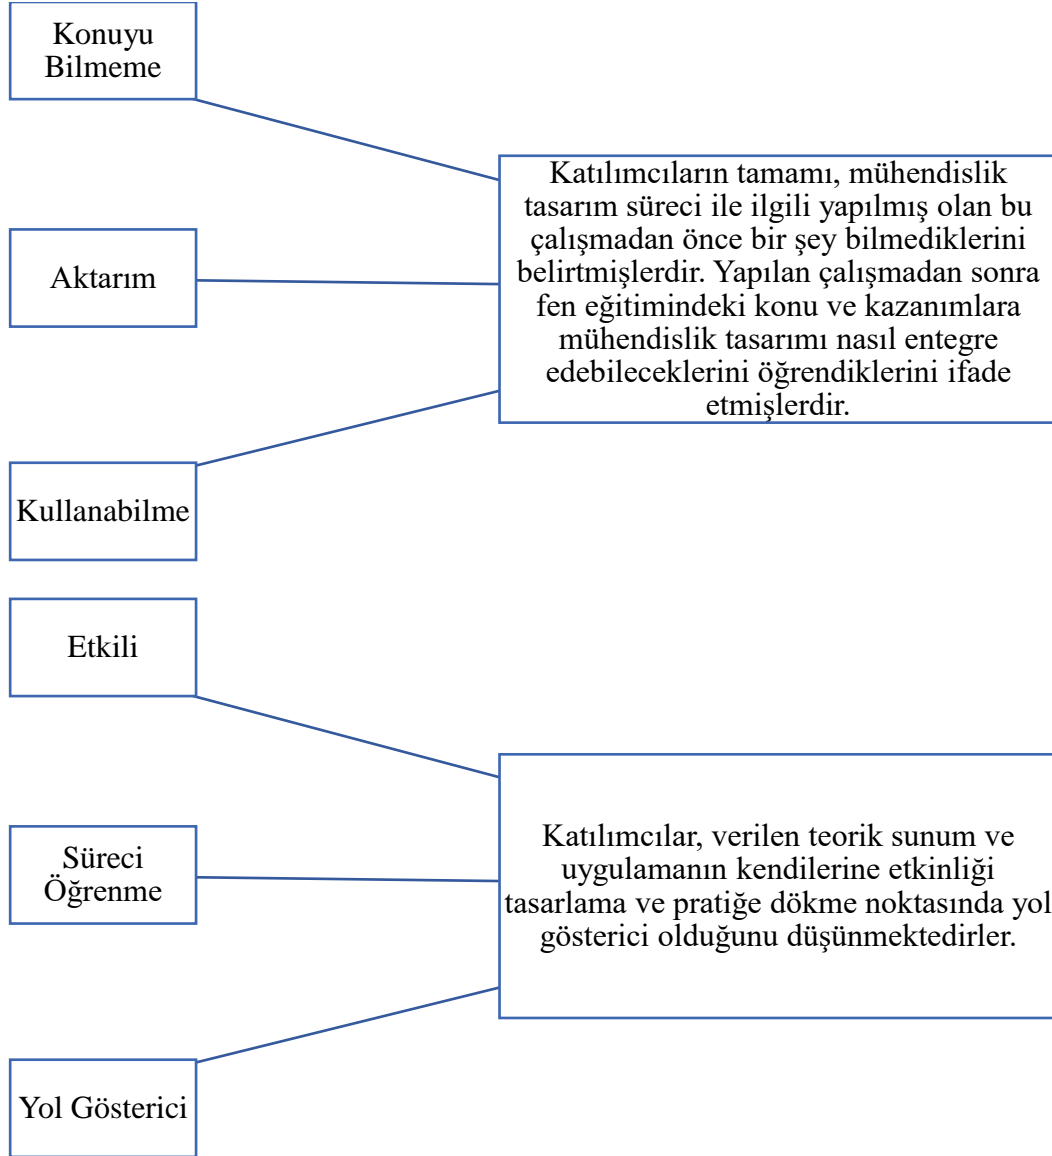 Konuyu
Bilmeme
Aktarım
Kullanabilme
Katılımcıların tamamı, mühendislik
tasarım süreci ile ilgili yapılmış olan bu
çalışmadan önce bir şey bilmediklerini
belirtmişlerdir. Yapılan çalışmadan sonra
fen eğitimindeki konu ve kazanımlara
mühendislik tasarımı nasıl entegre
edebileceklerini öğrendiklerini ifade
etmişlerdir.
Etkili
Süreci
Öğrenme
Yol Gösterici
Katılımcılar, verilen teorik sunum ve
uygulamanın kendilerine etkinliği
tasarlama ve pratiğe dökme noktasında yol
gösterici olduğunu düşünmektedirler.